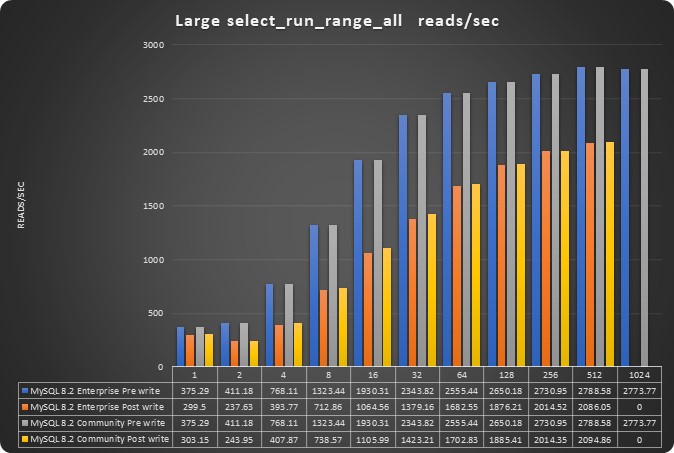 Large select_run_range_all reads/sec
3000
2500
2000
1500
1000
500
0
READS/SEC
1 2 4 8 16 32 64 128 256 512 1024
MySQL 8.2 Enterprise Pre write 375.29 411.18 768.11 1323.44 1930.31 2343.82 2555.44 2650.18 2730.95 2788.58 2773.77
MySQL 8.2 Enterprise Post write 299.5 237.63 393.77 712.86 1064.56 1379.16 1682.55 1876.21 2014.52 2086.05 0
MySQL 8.2 Community Pre write 375.29 411.18 768.11 1323.44 1930.31 2343.82 2555.44 2650.18 2730.95 2788.58 2773.77
MySQL 8.2 Community Post write 303.15 243.95 407.87 738.57 1105.99 1423.21 1702.83 1885.41 2014.35 2094.86 0